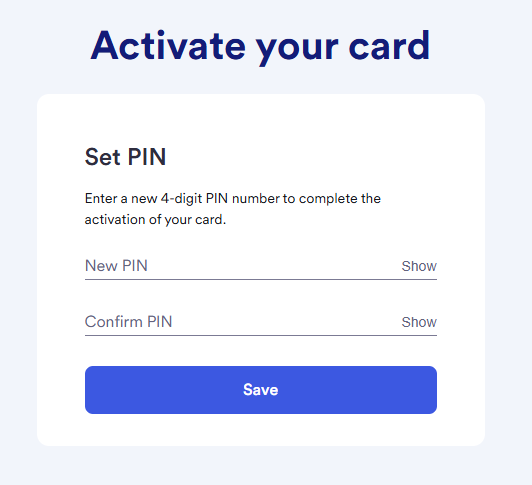 Activate your card
Set PIN
Enter a new 4-digit PIN number to complete the
activation of your card.
New PIN Show
Confirm PIN Show
Save